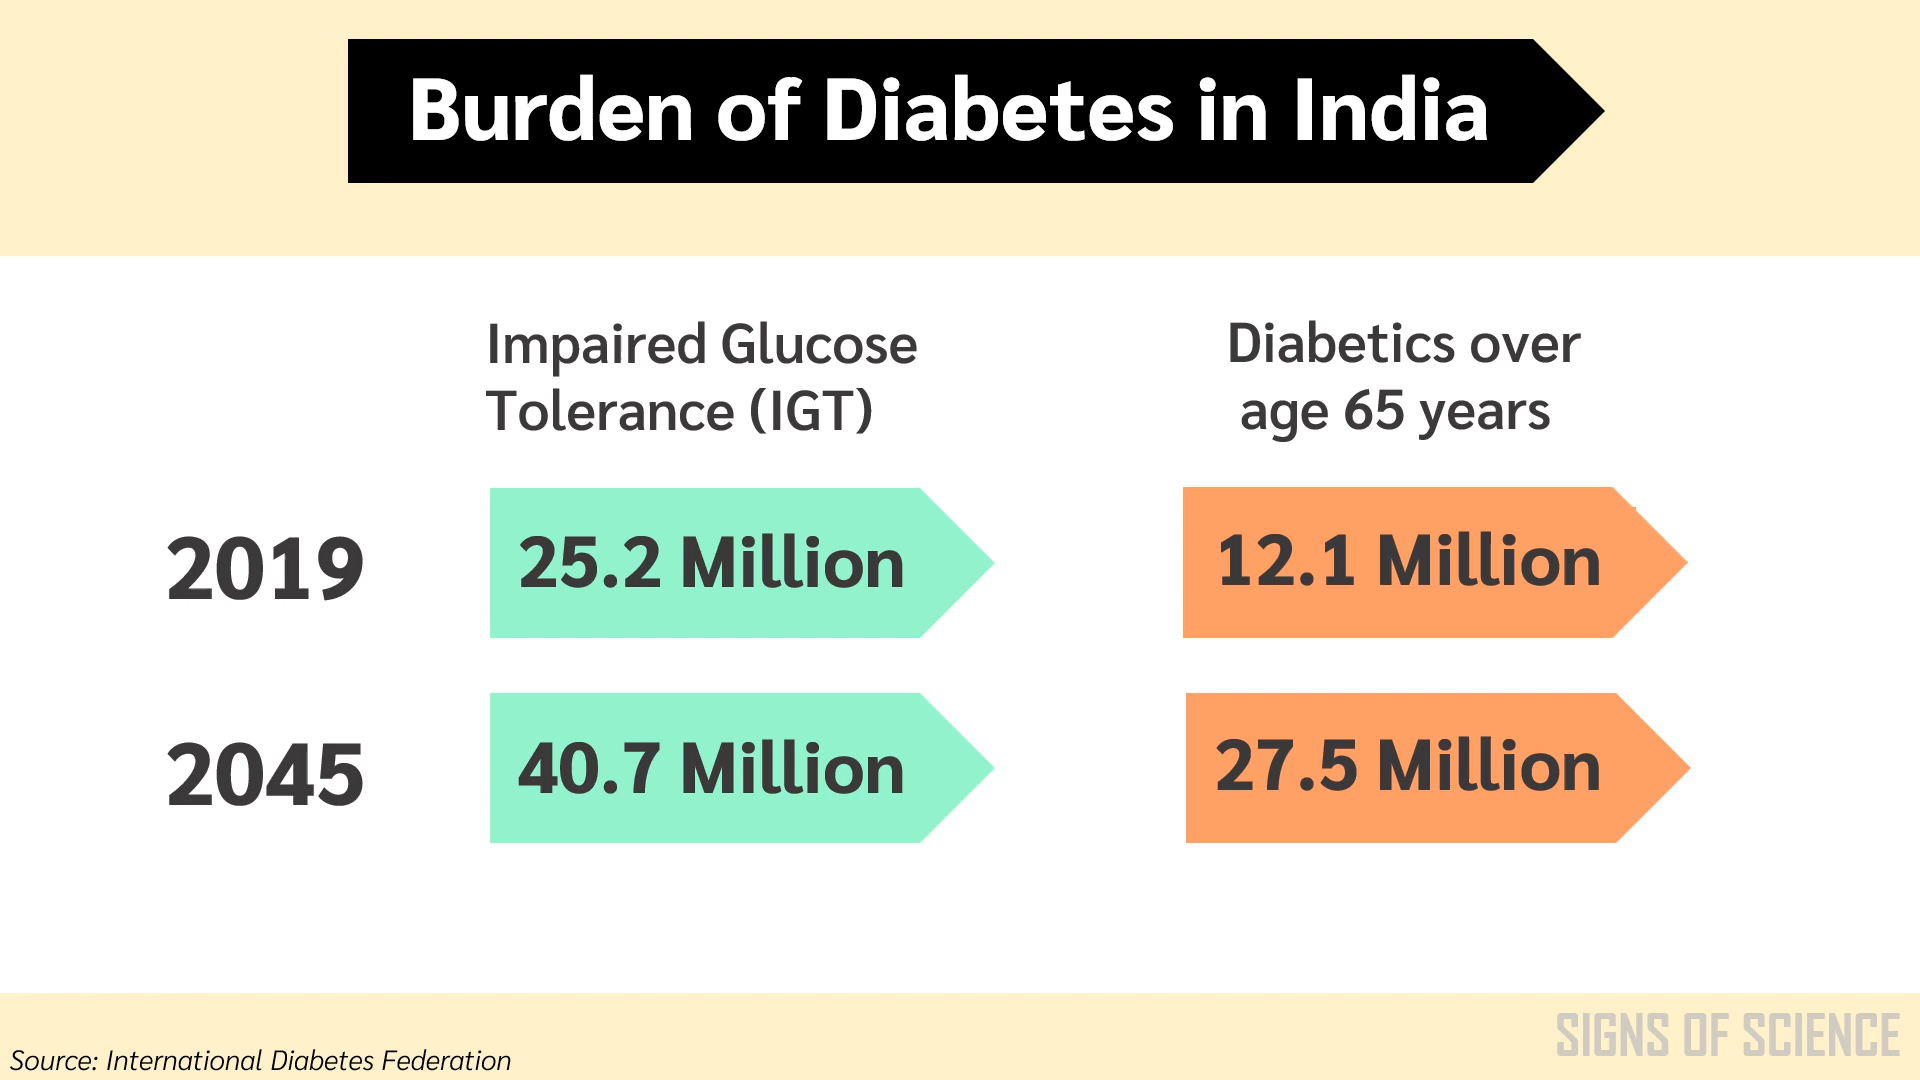 Burden of Diabetes in India
Impaired Glucose
Tolerance (IGT)
Diabetics over
age 65 years
2019
25.2 Million
12.1 Million
2045
40.7 Million
27.5 Million
Source: International Diabetes Federation
SIGNS OF SCIENCE